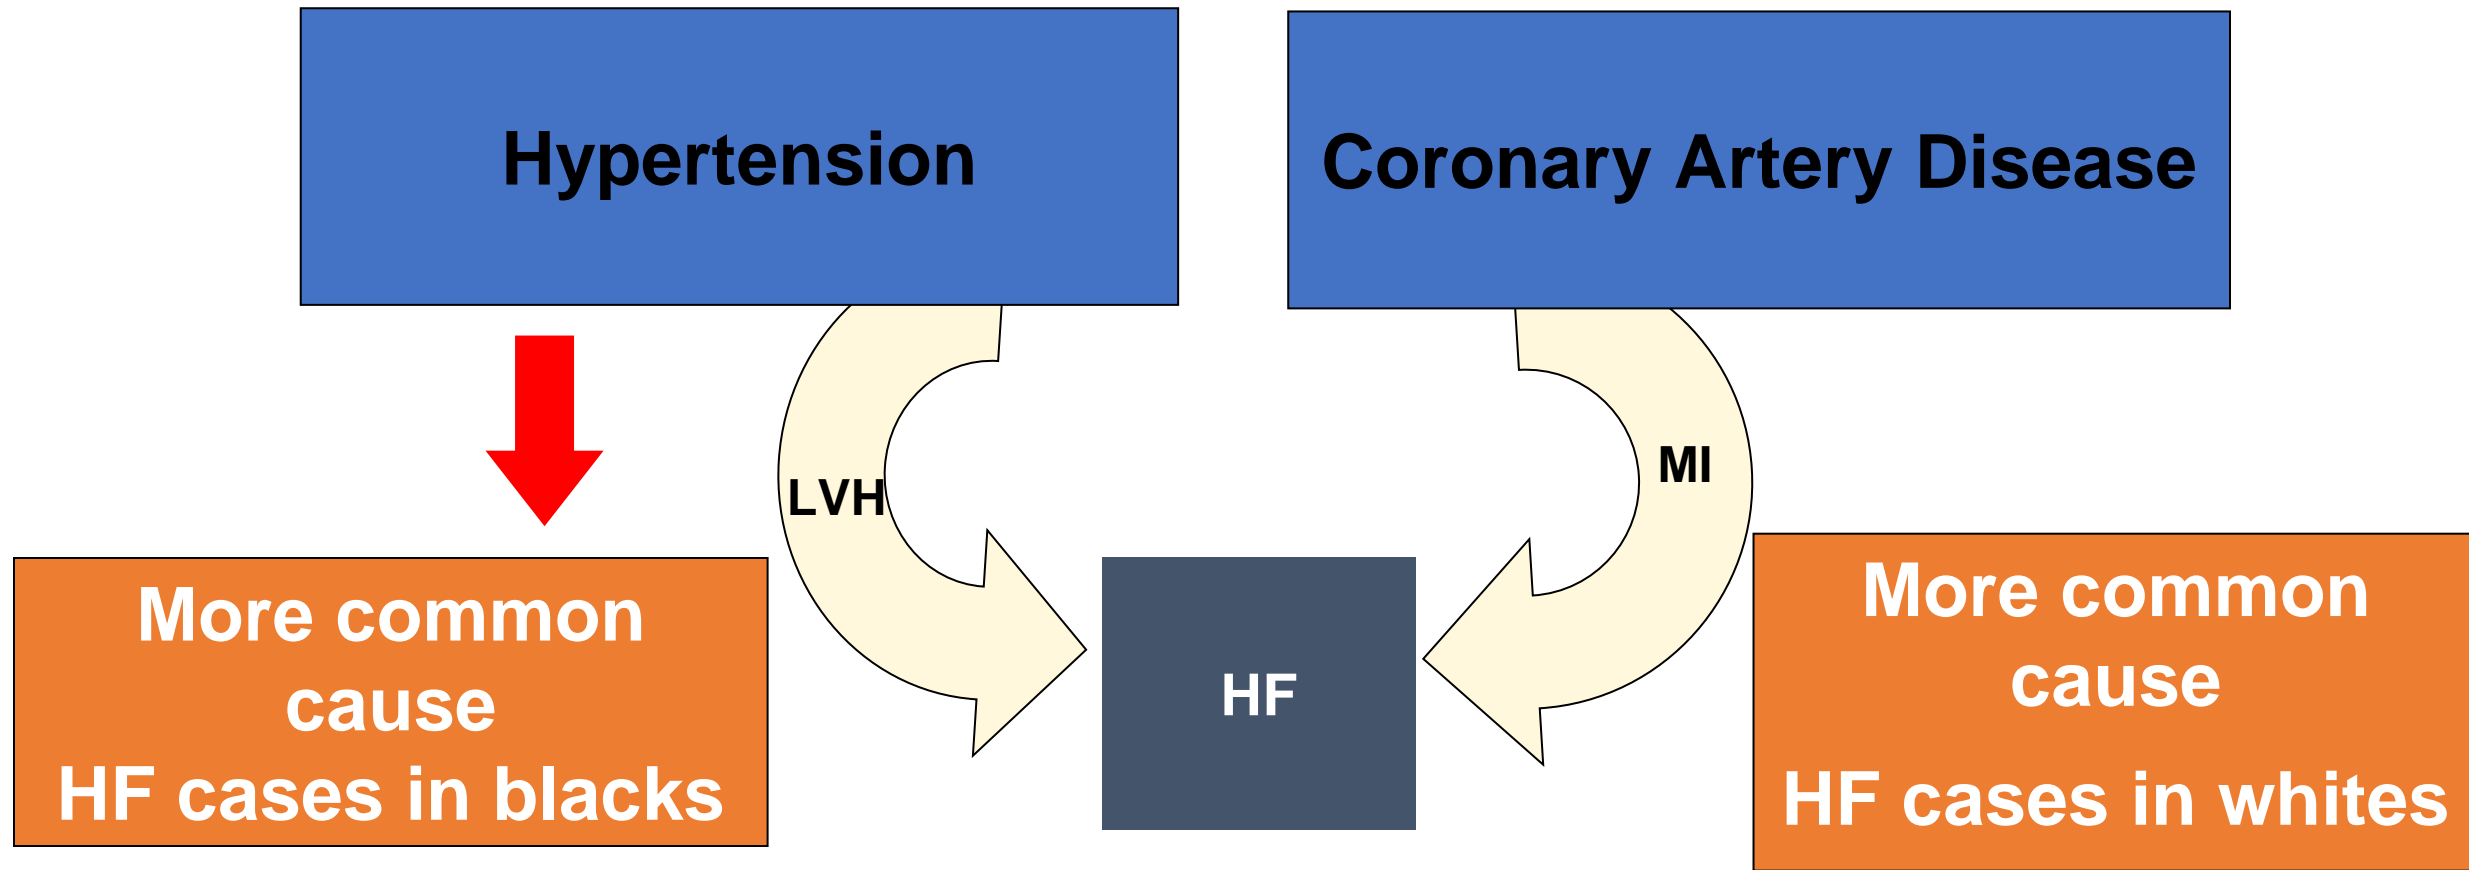 Hypertension
Coronary Artery Disease
LVH
MI
More common
cause
HF cases in blacks
HF
More common
cause
HF cases in whites